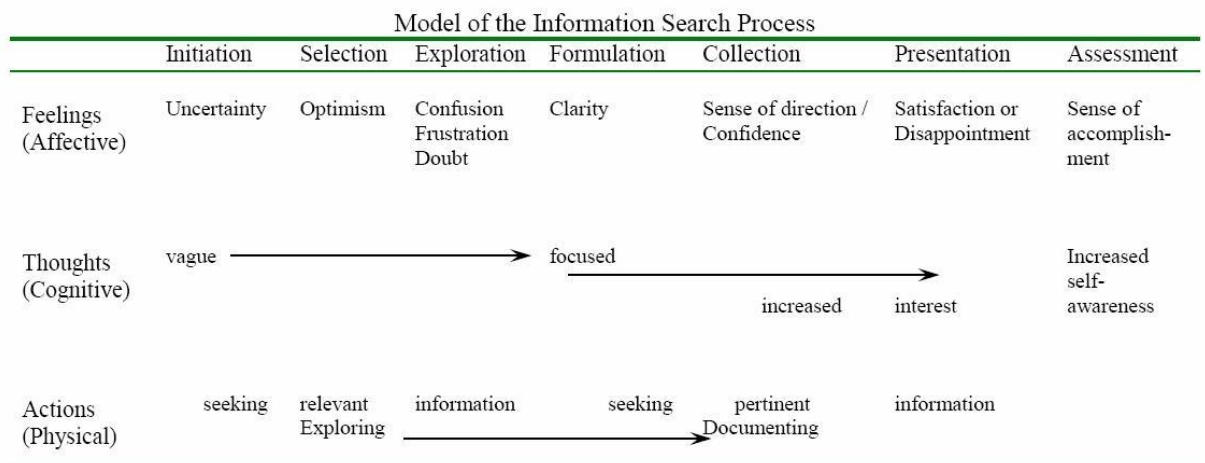 Model of the Information Search Process
Initiation Selection Exploration Formulation Collection Presentation Assessment
Feelings (Affective) Uncertainty Optimism Confusion Frustration Doubt Clarity Sense of direction / Confidence Satisfaction or Disappointment Sense of accomplish-ment
Thoughts (Cognitive) vague focused Increased self-awareness
increased interest
Actions (Physical) seeking relevant information seeking pertinent information
Exploring Documenting